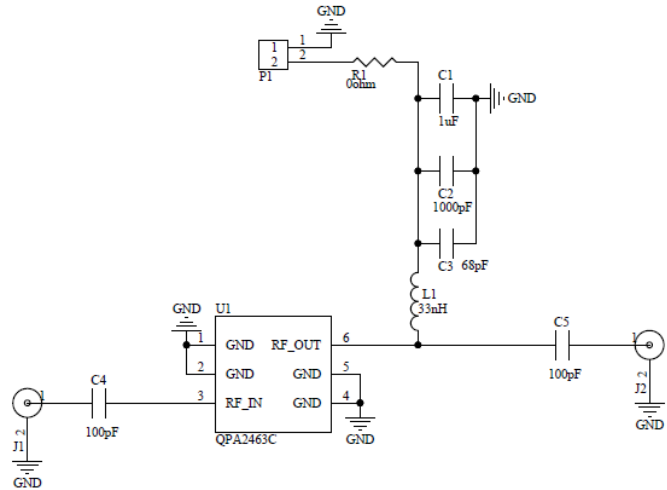 GND
1
1
2
2
P1
R1
0ohm
C1
1uF
GND
C2
1000pF
C3
68pF
L1
33nH
GND
U1
1
GND
RF_OUT
6
2
GND
GND
5
3
RF_IN
GND
4
QPA2463C
GND
C4
100pF
1
2
J1
GND
C5
100pF
1
2
J2
GND